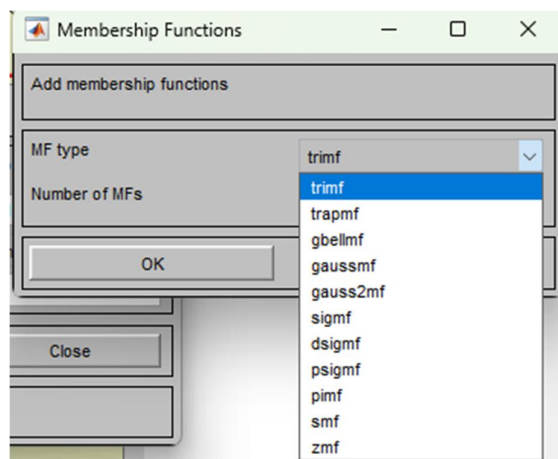 Membership Functions
Add membership functions
MF type
trimf
Number of MFs
trimf
trapmf
gbellmf
gaussmf
gauss2mf
sigmf
dsigmf
psigmf
pimf
smf
zmf
OK
Close